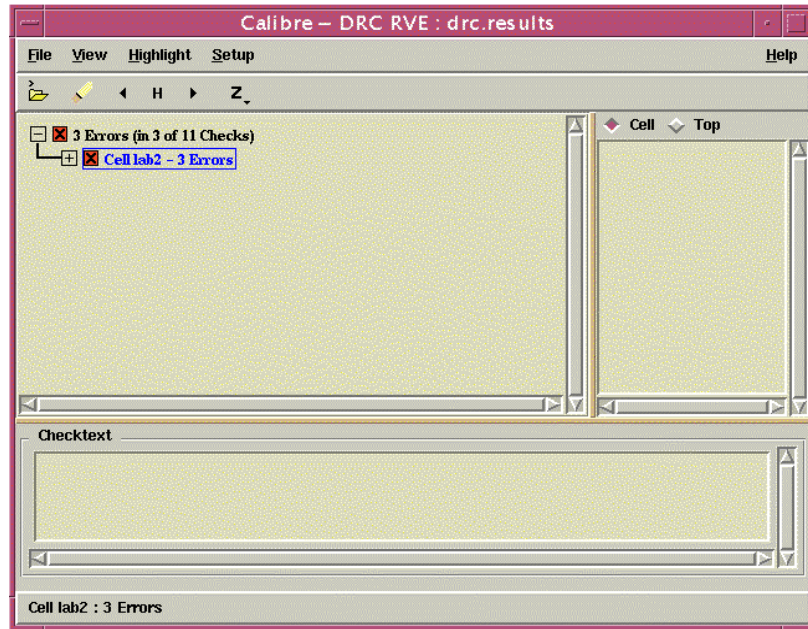 Calibre – DRC RVE : drc.results
File View Highlight Setup Help
H Z
3 Errors (in 3 of 11 Checks)
Cell lab2 – 3 Errors
Cell Top
Checktext
Cell lab2 : 3 Errors